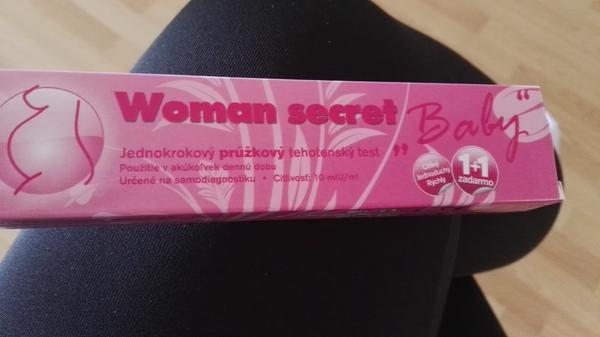 Woman secret „Baby“
Jednokrokový prúžkový tehotenský test
Použitie v akúkoľvek dennú dobu
Určené na samodiagnostiku • Citlivosť: 10 mIU/ml
Citlivý
Jednoduchý
Rýchly
1+1
zadarmo